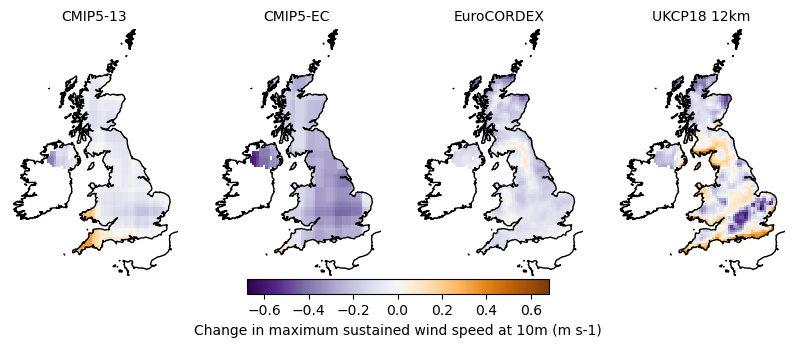 CMIP5-13 CMIP5-EC EuroCORDEX UKCP18 12km
−0.6 −0.4 −0.2 0.0 0.2 0.4 0.6
Change in maximum sustained wind speed at 10m (m s-1)